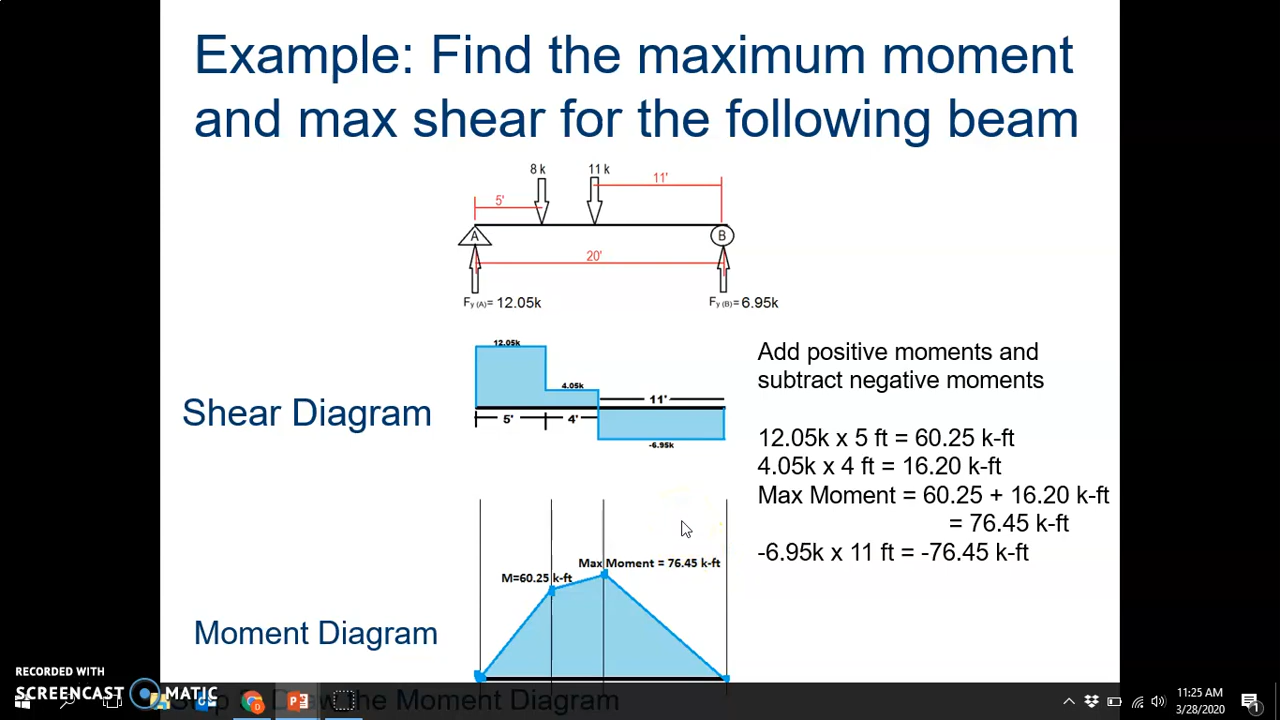 Example: Find the maximum moment
and max shear for the following beam
8 k
11 k
11'
5'
A
B
20'
Fy (A)= 12.05k
Fy (B)= 6.95k
12.05k
4.05k
11'
5'
4'
-6.95k
Shear Diagram
Add positive moments and
subtract negative moments
12.05k x 5 ft = 60.25 k-ft
4.05k x 4 ft = 16.20 k-ft
Max Moment = 60.25 + 16.20 k-ft
= 76.45 k-ft
-6.95k x 11 ft = -76.45 k-ft
Max Moment = 76.45 k-ft
M=60.25 k-ft
Moment Diagram
RECORDED WITH
SCREENCAST MATIC
the Moment Diagram
11:25 AM
3/28/2020